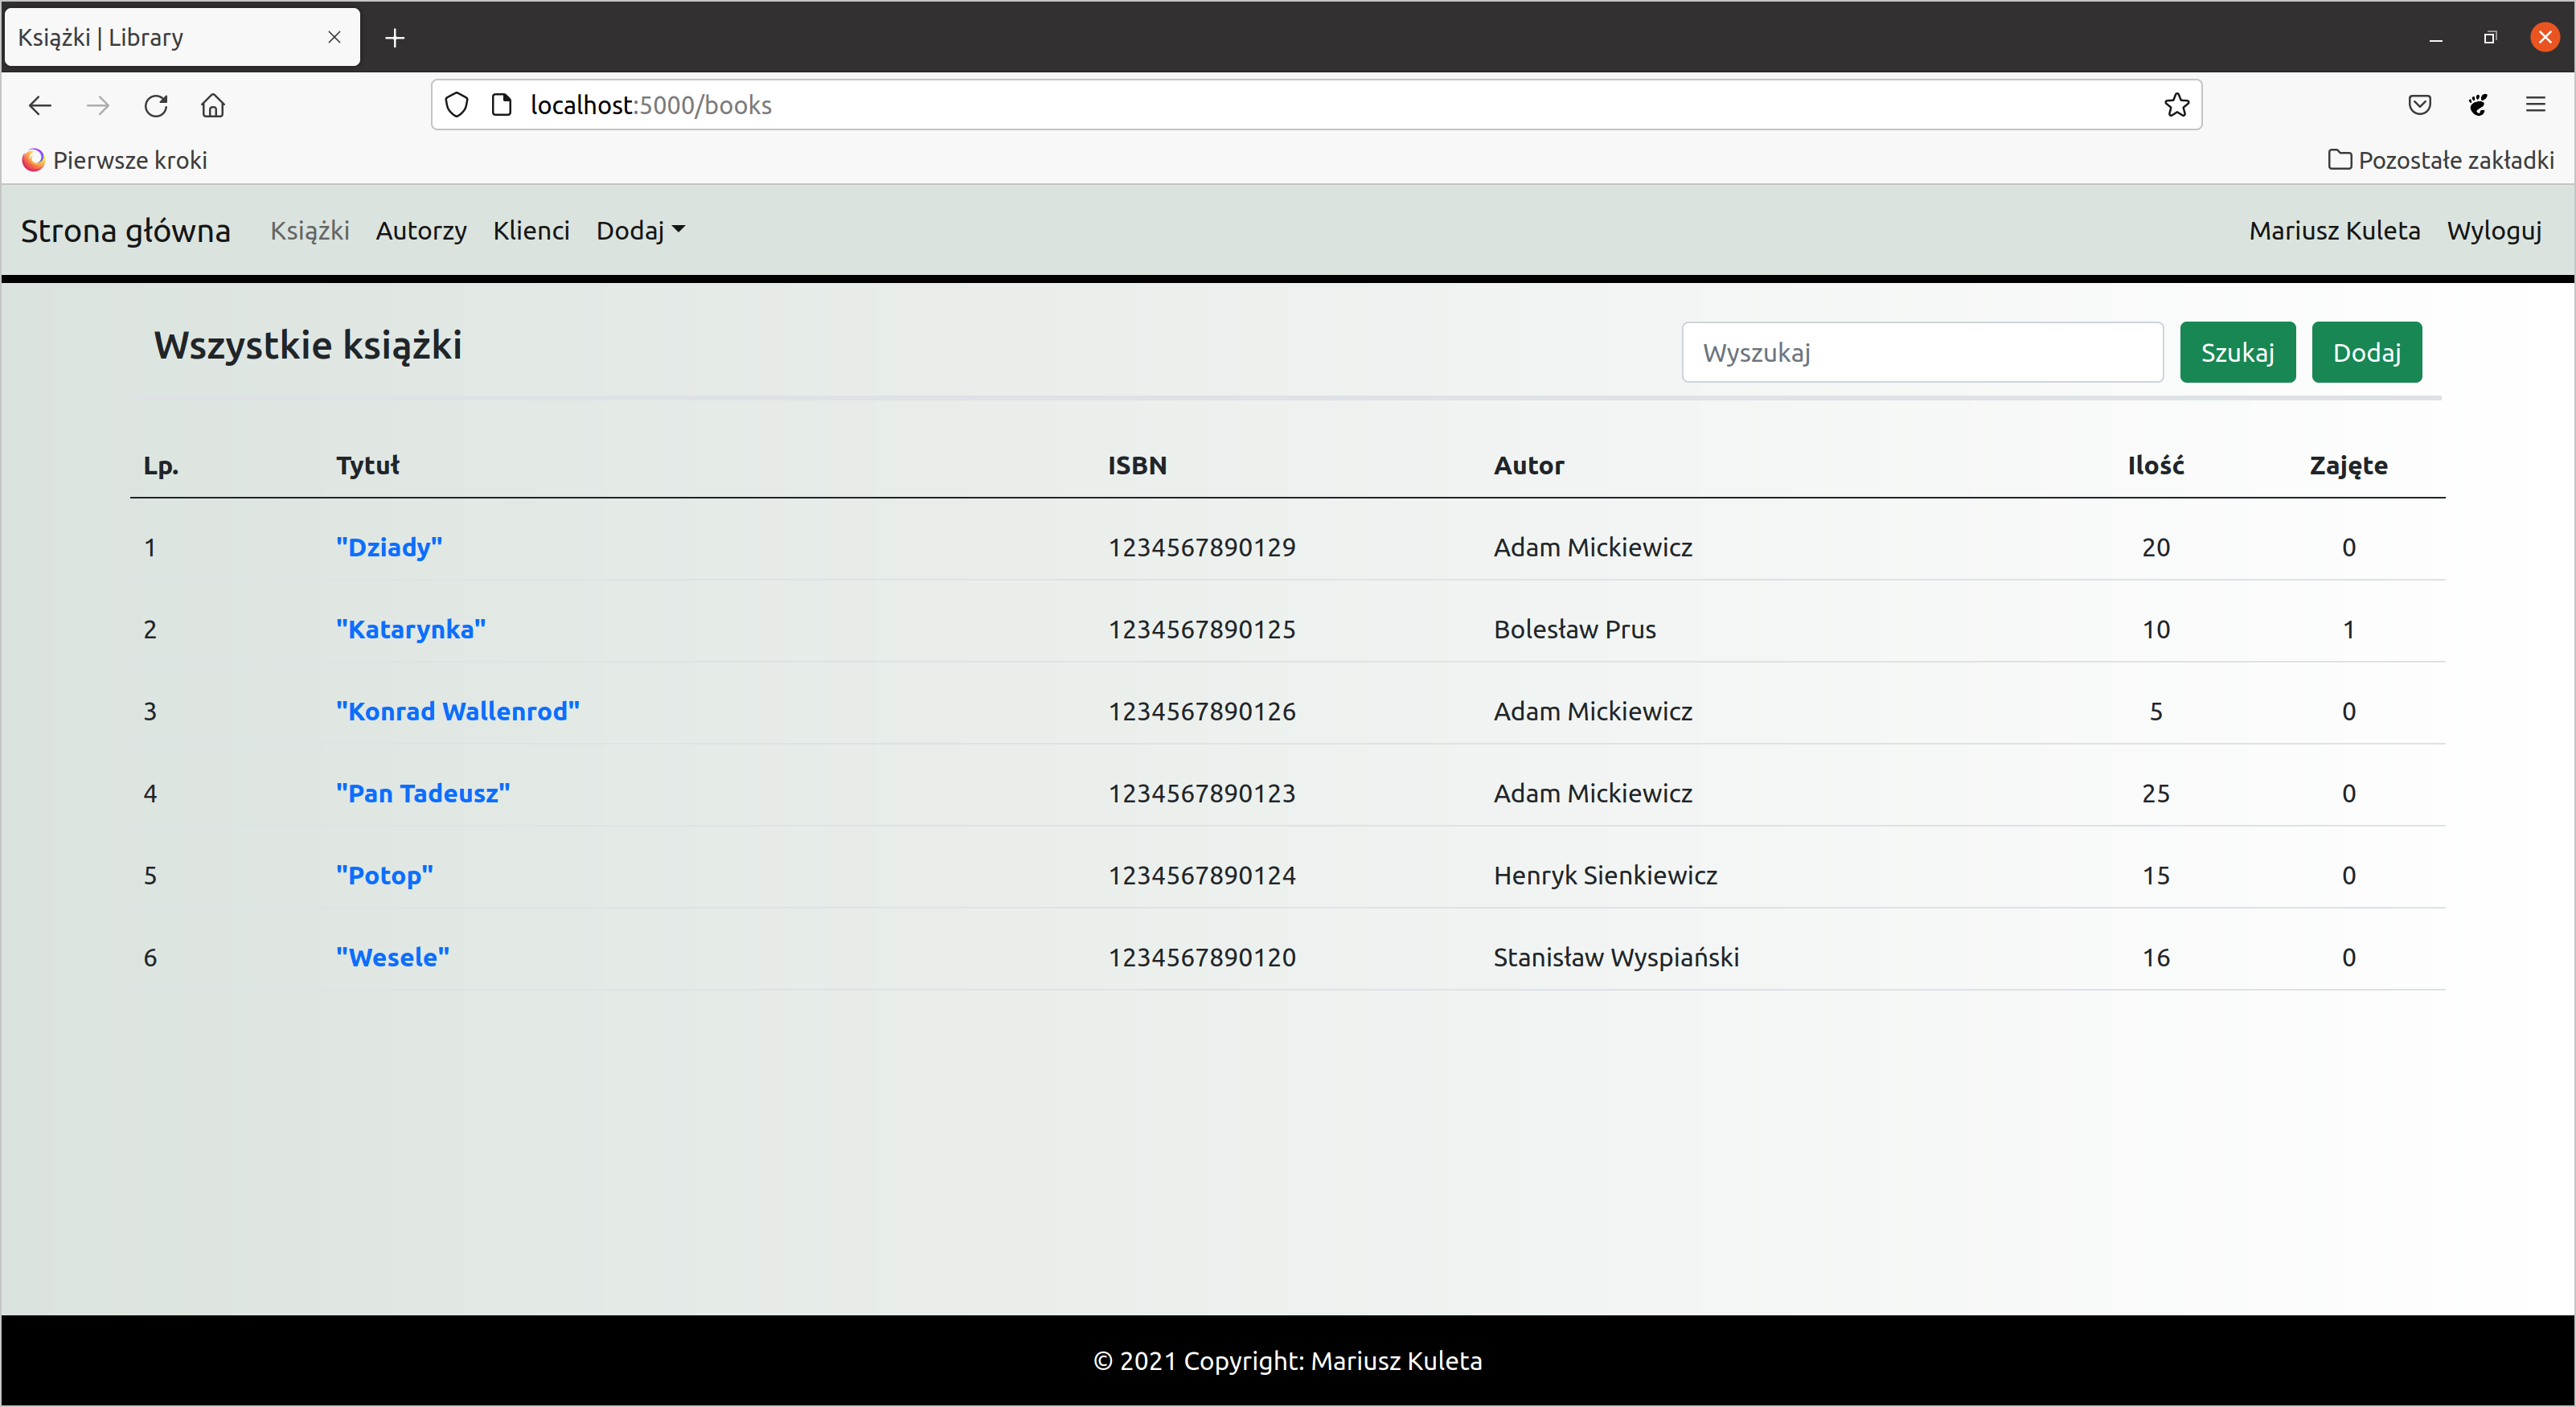 Książki | Library
localhost:5000/books
Pierwsze kroki Pozostałe zakładki
Strona główna Książki Autorzy Klienci Dodaj Mariusz Kuleta Wyloguj
Wszystkie książki Wyszukaj Szukaj Dodaj
Lp. Tytuł ISBN Autor Ilość Zajęte
1 "Dziady" 1234567890129 Adam Mickiewicz 20 0
2 "Katarynka" 1234567890125 Bolesław Prus 10 1
3 "Konrad Wallenrod" 1234567890126 Adam Mickiewicz 5 0
4 "Pan Tadeusz" 1234567890123 Adam Mickiewicz 25 0
5 "Potop" 1234567890124 Henryk Sienkiewicz 15 0
6 "Wesele" 1234567890120 Stanisław Wyspiański 16 0
© 2021 Copyright: Mariusz Kuleta